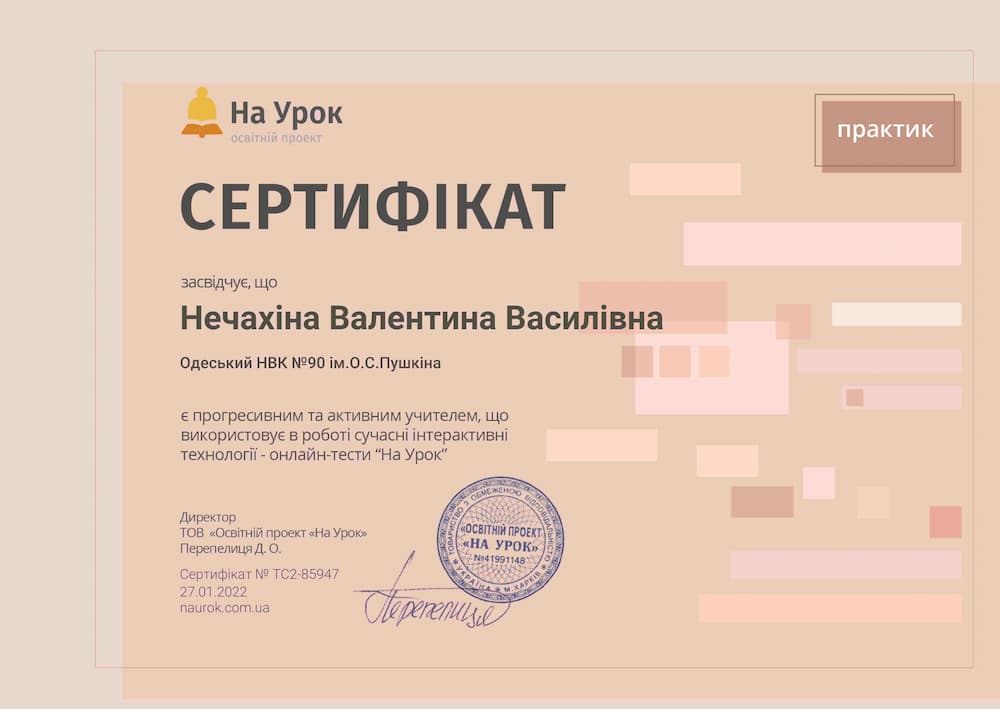 На Урок
освітній проект
практик
СЕРТИФІКАТ
засвідчує, що
Нечахіна Валентина Василівна
Одеський НВК №90 ім.О.С.Пушкіна
є прогресивним та активним учителем, що
використовує в роботі сучасні інтерактивні
технології - онлайн-тести “На Урок”
Директор
ТОВ «Освітній проект «На Урок»
Перепелиця Д. О.
Сертифікат № ТС2-85947
27.01.2022
naurok.com.ua
ТОВАРИСТВО З ОБМЕЖЕНОЮ ВІДПОВІДАЛЬНІСТЮ
«ОСВІТНІЙ ПРОЕКТ
«НА УРОК»
№41991148
УКРАЇНА * М.ХАРКІВ
Перепелиця